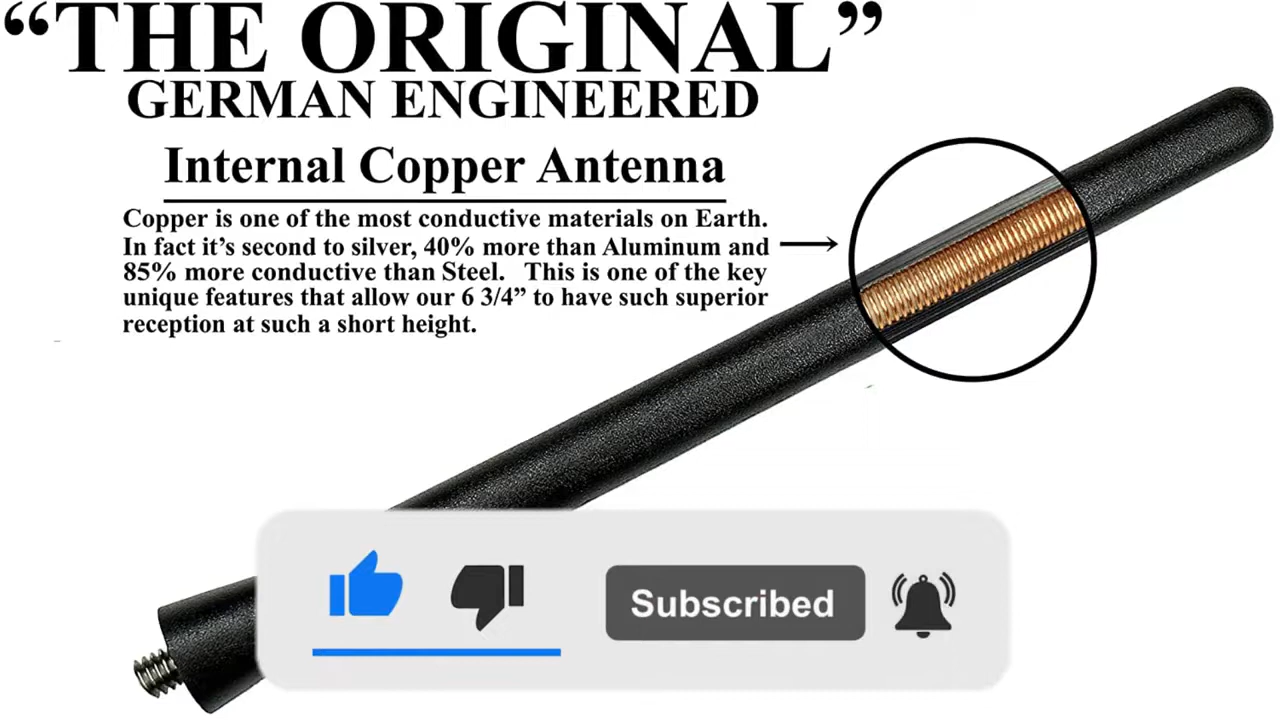 “THE ORIGINAL”
GERMAN ENGINEERED
Internal Copper Antenna
Copper is one of the most conductive materials on Earth.
In fact it’s second to silver, 40% more than Aluminum and
85% more conductive than Steel. This is one of the key
unique features that allow our 6 3/4” to have such superior
reception at such a short height.
Subscribed